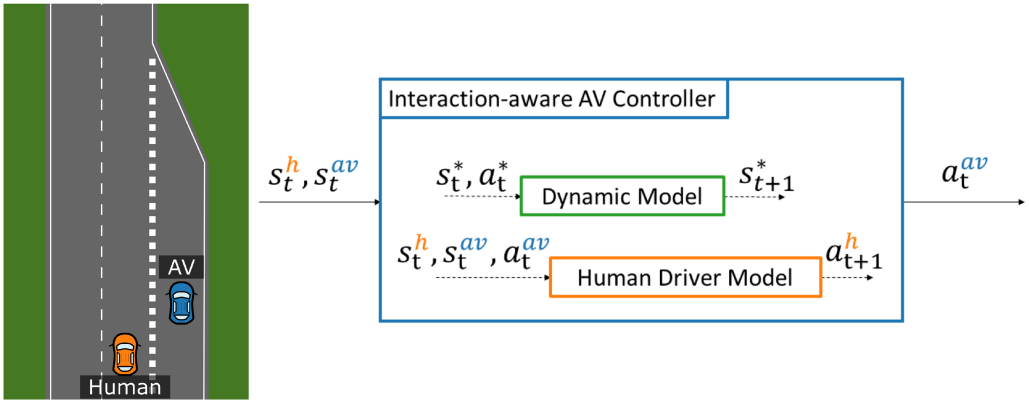 AV
Human
Interaction-aware AV Controller
s_t^h, s_t^av
s_t^*, a_t^*
Dynamic Model
s_{t+1}^*
s_t^h, s_t^av, a_t^av
Human Driver Model
a_{t+1}^h
a_t^av